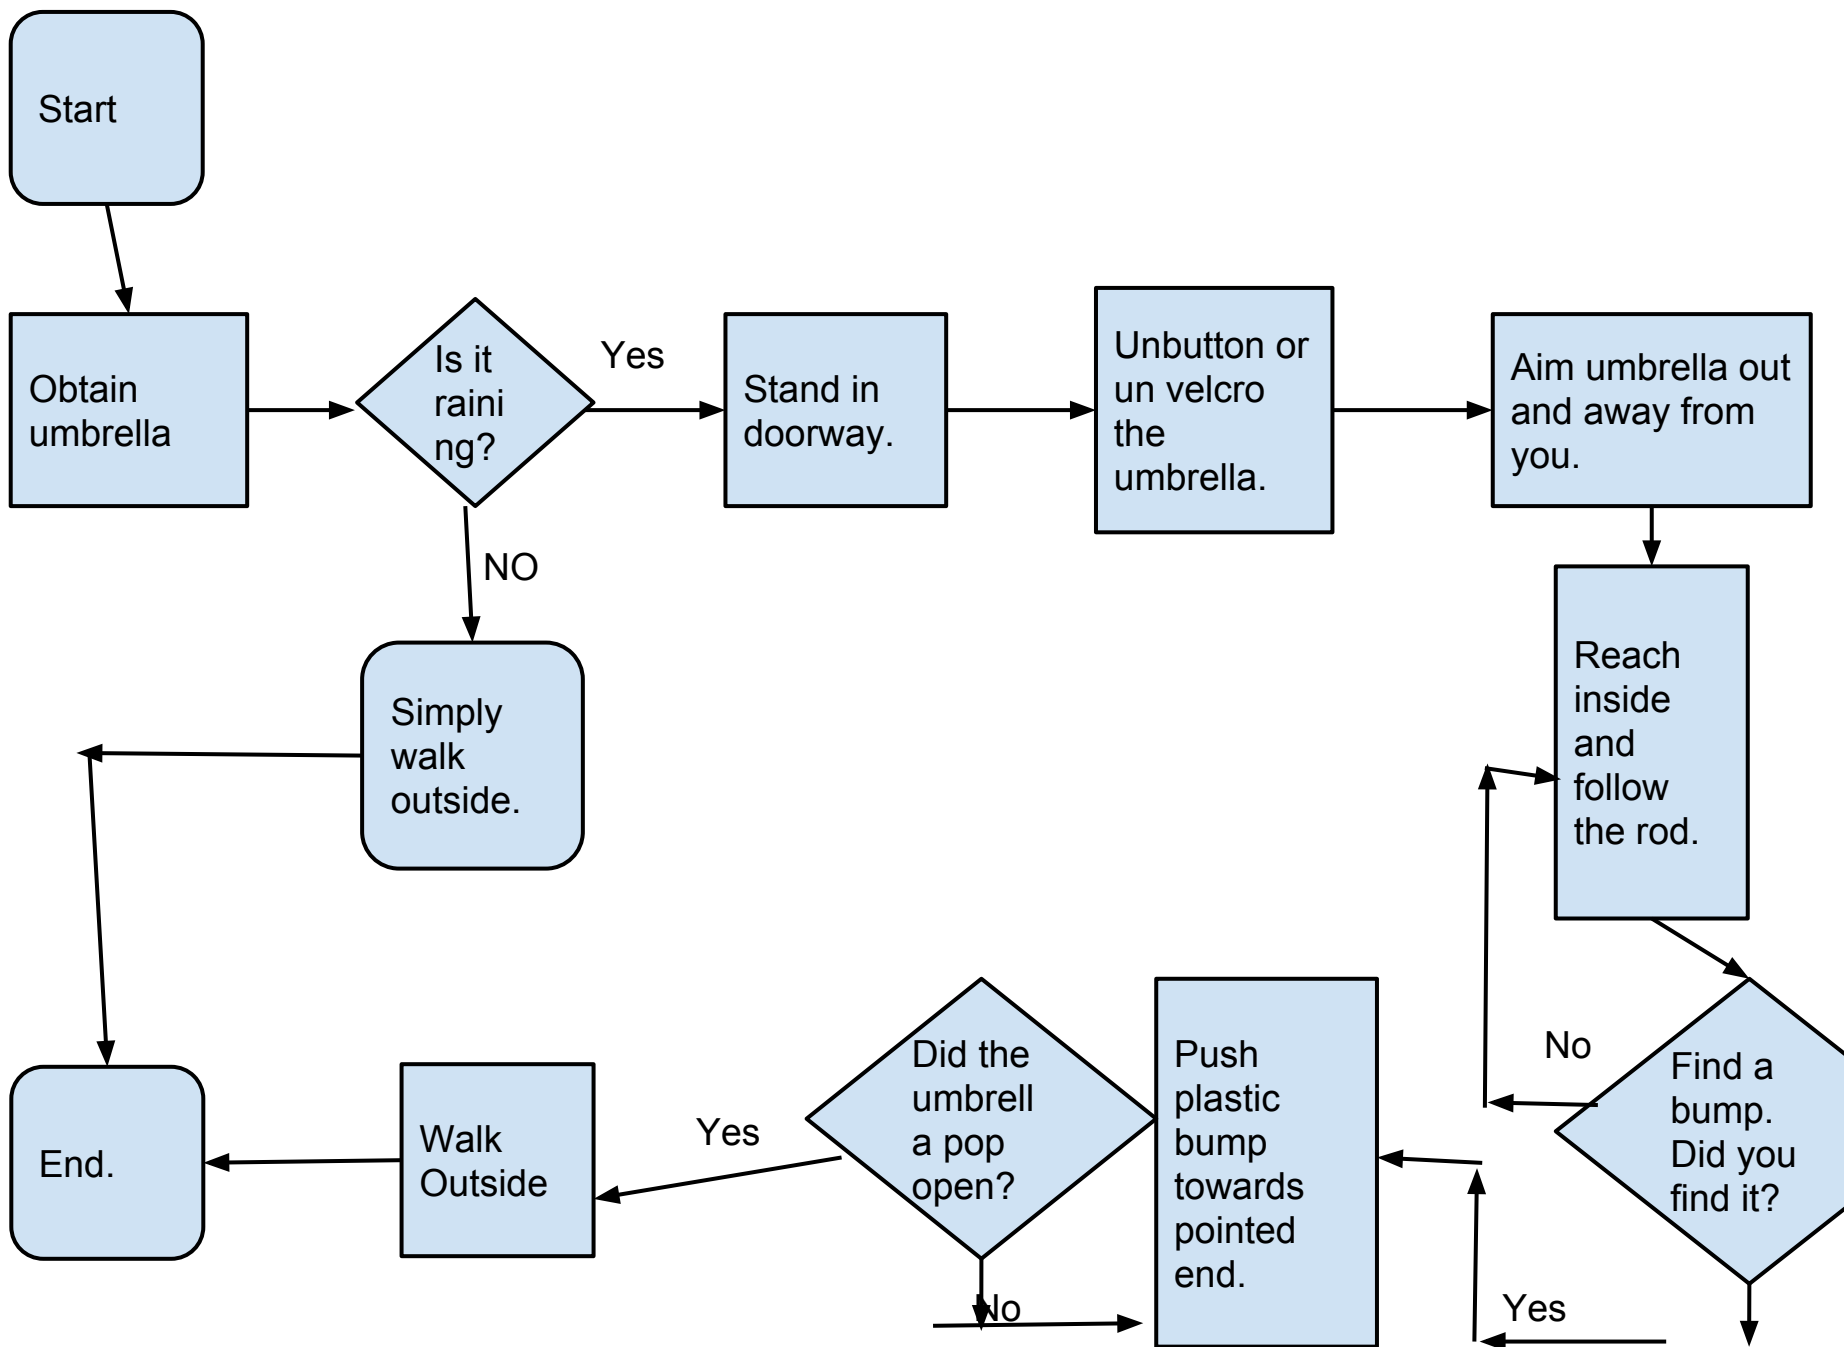 Start
Obtain
umbrella
Is it
raini
ng?
Yes
Stand in
doorway.
Unbutton or
un velcro
the
umbrella.
Aim umbrella out
and away from
you.
NO
Simply
walk
outside.
Reach
inside
and
follow
the rod.
No
Find a
bump.
Did you
find it?
Yes
Push
plastic
bump
towards
pointed
end.
Did the
umbrell
a pop
open?
No
Yes
Walk
Outside
End.